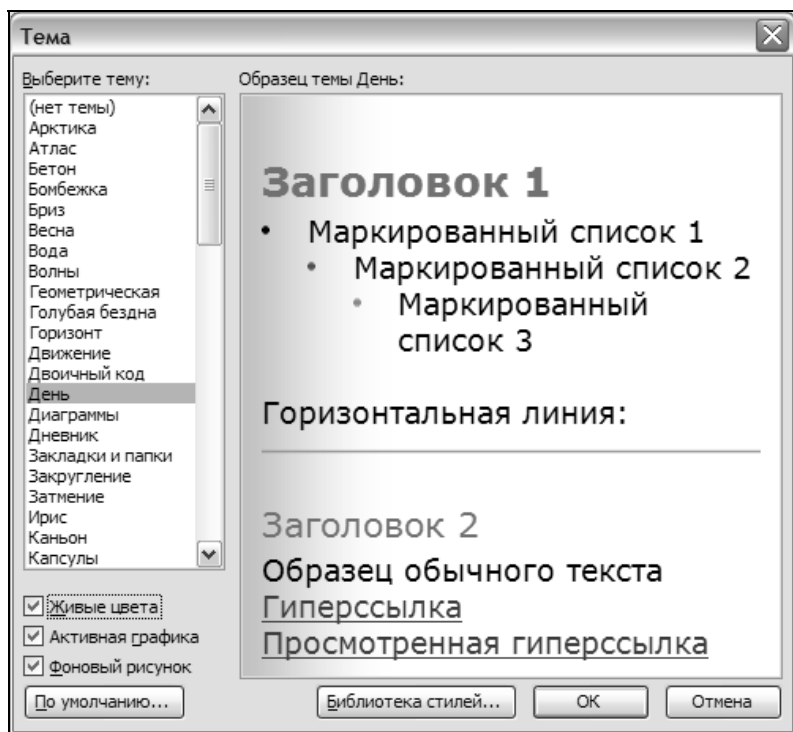 Тема
Выберите тему:
(нет темы)
Арктика
Атлас
Бетон
Бомбежка
Бриз
Весна
Вода
Волны
Геометрическая
Голубая бездна
Горизонт
Движение
Двоичный код
День
Диаграммы
Дневник
Закладки и папки
Закругление
Затмение
Ирис
Каньон
Капсулы
Живые цвета
Активная графика
Фоновый рисунок
По умолчанию...
Образец темы День:
Заголовок 1
• Маркированный список 1
• Маркированный список 2
• Маркированный
список 3
Горизонтальная линия:
Заголовок 2
Образец обычного текста
Гиперссылка
Просмотренная гиперссылка
Библиотека стилей...
ОК
Отмена